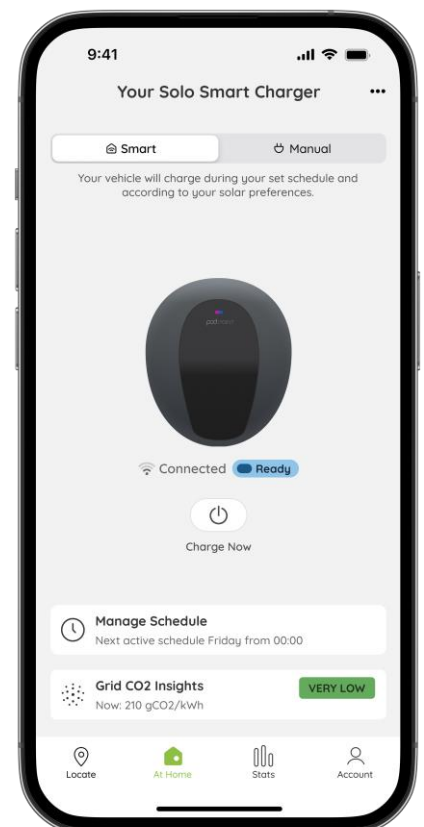 9:41
Your Solo Smart Charger
Smart
Manual
Your vehicle will charge during your set schedule and
according to your solar preferences.
Connected
Ready
Charge Now
Manage Schedule
Next active schedule Friday from 00:00
Grid CO2 Insights
VERY LOW
Now: 210 gCO2/kWh
Locate
At Home
Stats
Account